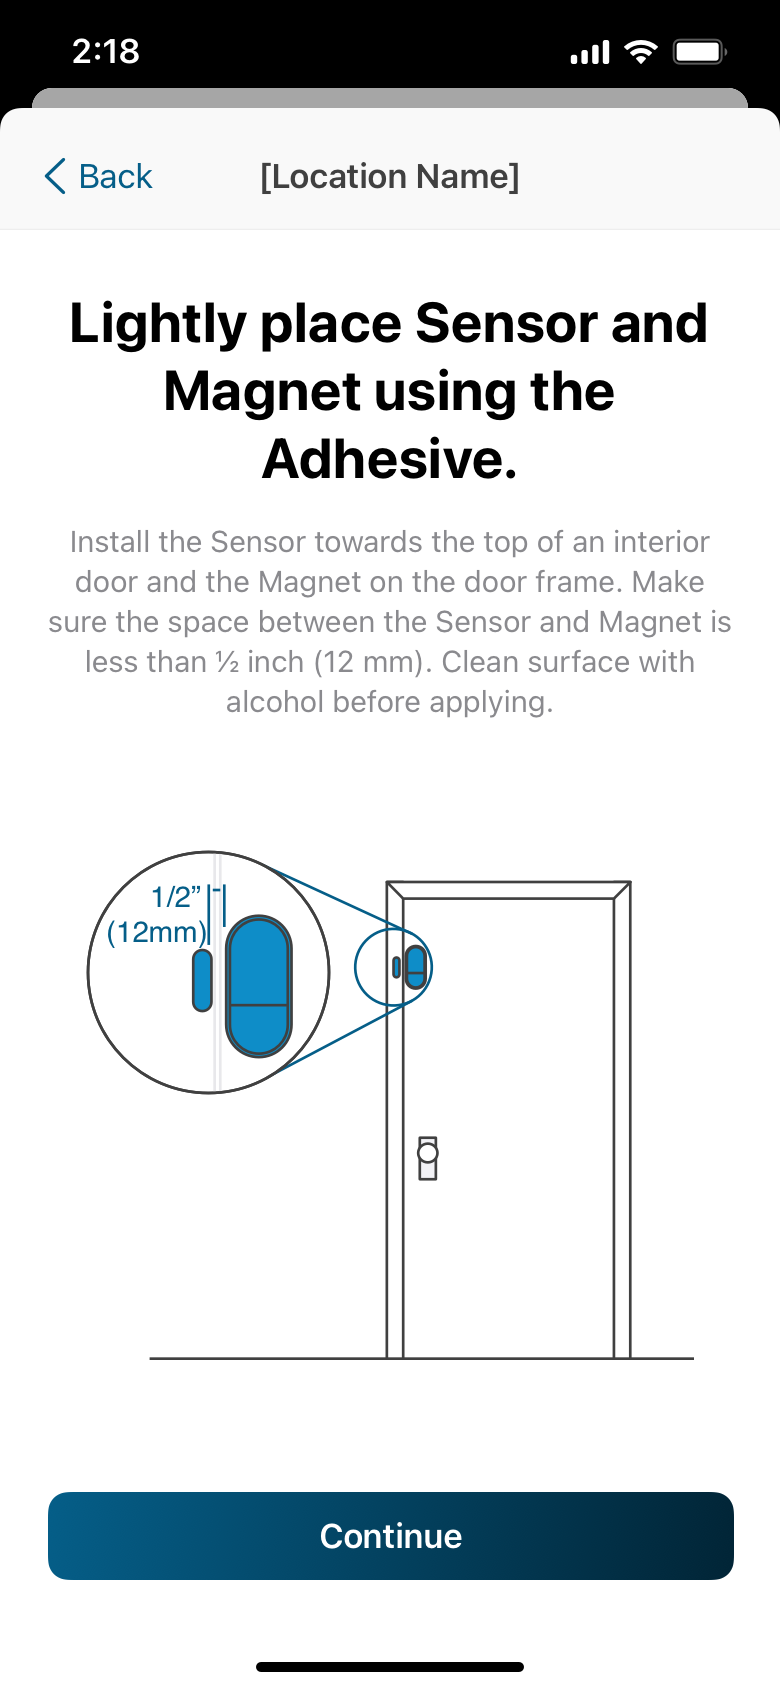 2:18
Back
[Location Name]
Lightly place Sensor and
Magnet using the
Adhesive.
Install the Sensor towards the top of an interior
door and the Magnet on the door frame. Make
sure the space between the Sensor and Magnet is
less than ½ inch (12 mm). Clean surface with
alcohol before applying.
1/2”
(12mm)
Continue